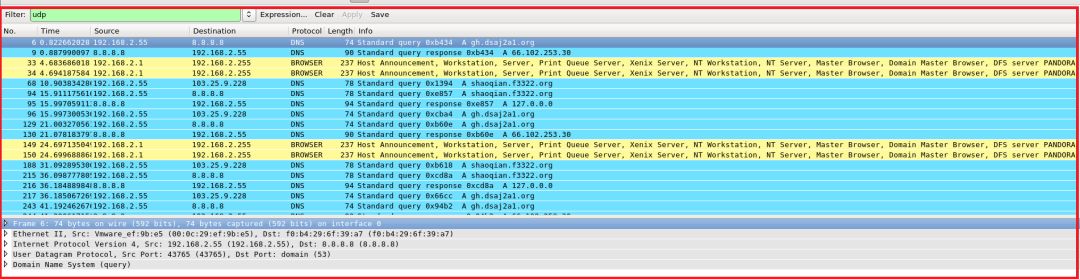 Filter: udp Expression... Clear Apply Save
No. Time Source Destination Protocol Length Info
6 0.822662028 192.168.2.55 8.8.8.8 DNS 74 Standard query 0xb434 A gh.dsaj2a1.org
9 0.887990097 8.8.8.8 192.168.2.55 DNS 90 Standard query response 0xb434 A 66.102.253.30
33 4.683686018 192.168.2.1 192.168.2.255 BROWSER 237 Host Announcement, Workstation, Server, Print Queue Server, Xenix Server, NT Workstation, NT Server, Master Browser, Domain Master Browser, DFS server PANDORA
34 4.694187584 192.168.2.1 192.168.2.255 BROWSER 237 Host Announcement, Workstation, Server, Print Queue Server, Xenix Server, NT Workstation, NT Server, Master Browser, Domain Master Browser, DFS server PANDORA
68 10.90383428( 192.168.2.55 103.25.9.228 DNS 78 Standard query 0x1394 A shaoqian.f3322.org
94 15.91117561( 192.168.2.55 8.8.8.8 DNS 78 Standard query 0xe857 A shaoqian.f3322.org
95 15.99705911: 8.8.8.8 192.168.2.55 DNS 94 Standard query response 0xe857 A 127.0.0.0
96 15.99730053( 192.168.2.55 103.25.9.228 DNS 74 Standard query 0xcba4 A gh.dsaj2a1.org
129 21.00327056( 192.168.2.55 8.8.8.8 DNS 74 Standard query 0xb60e A gh.dsaj2a1.org
130 21.07818379( 8.8.8.8 192.168.2.55 DNS 90 Standard query response 0xb60e A 66.102.253.30
149 24.69713504( 192.168.2.1 192.168.2.255 BROWSER 237 Host Announcement, Workstation, Server, Print Queue Server, Xenix Server, NT Workstation, NT Server, Master Browser, Domain Master Browser, DFS server PANDORA
150 24.69968886( 192.168.2.1 192.168.2.255 BROWSER 237 Host Announcement, Workstation, Server, Print Queue Server, Xenix Server, NT Workstation, NT Server, Master Browser, Domain Master Browser, DFS server PANDORA
188 31.09289530( 192.168.2.55 103.25.9.228 DNS 78 Standard query 0xb618 A shaoqian.f3322.org
215 36.09877780( 192.168.2.55 8.8.8.8 DNS 78 Standard query 0xcd8a A shaoqian.f3322.org
216 36.18488984( 8.8.8.8 192.168.2.55 DNS 94 Standard query response 0xcd8a A 127.0.0.0
217 36.18506726( 192.168.2.55 103.25.9.228 DNS 74 Standard query 0x66cc A gh.dsaj2a1.org
243 41.19246267( 192.168.2.55 8.8.8.8 DNS 74 Standard query 0x94b2 A gh.dsaj2a1.org
Frame 6: 74 bytes on wire (592 bits), 74 bytes captured (592 bits) on interface 0
Ethernet II, Src: Vmware_ef:9b:e5 (00:0c:29:ef:9b:e5), Dst: f0:b4:29:6f:39:a7 (f0:b4:29:6f:39:a7)
Internet Protocol Version 4, Src: 192.168.2.55 (192.168.2.55), Dst: 8.8.8.8 (8.8.8.8)
User Datagram Protocol, Src Port: 43765 (43765), Dst Port: domain (53)
Domain Name System (query)